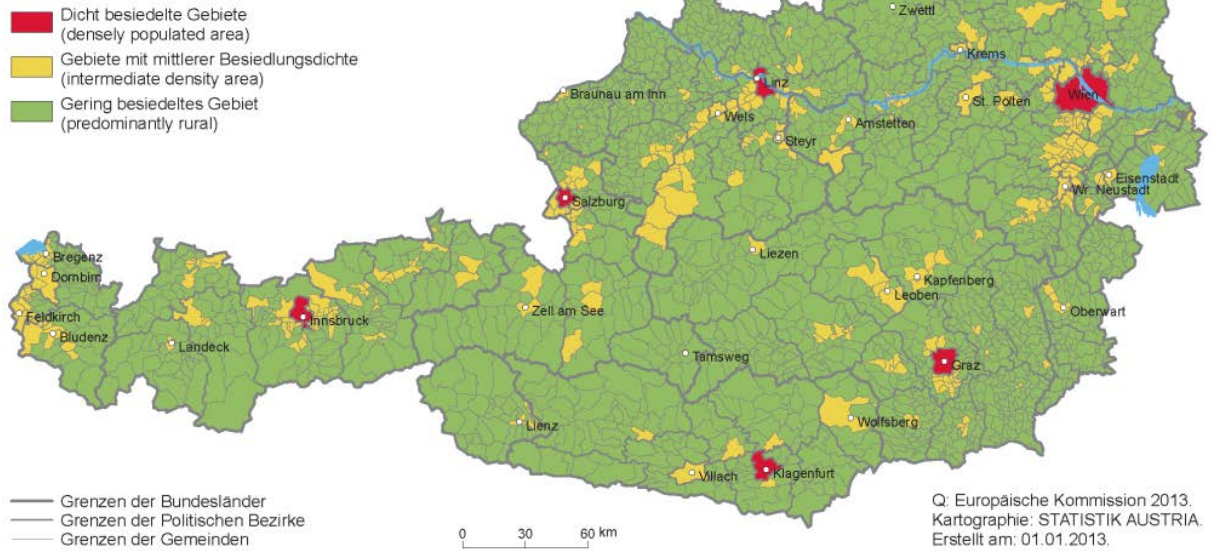 Dicht besiedelte Gebiete
(densely populated area)
Gebiete mit mittlerer Besiedlungsdichte
(intermediate density area)
Gering besiedeltes Gebiet
(predominantly rural)
Zwettl
Krems
Linz
Wien
Braunau am Inn
St. Pölten
Wels
Amstetten
Steyr
Eisenstadt
Wr. Neustadt
Salzburg
Bregenz
Liezen
Dornbirn
Kapfenberg
Leoben
Feldkirch
Innsbruck
Zell am See
Oberwart
Bludenz
Landeck
Tamsweg
Graz
Lienz
Wolfsberg
Villach
Klagenfurt
Grenzen der Bundesländer
Grenzen der Politischen Bezirke
Grenzen der Gemeinden
0 30 60 km
Q: Europäische Kommission 2013.
Kartographie: STATISTIK AUSTRIA.
Erstellt am: 01.01.2013.